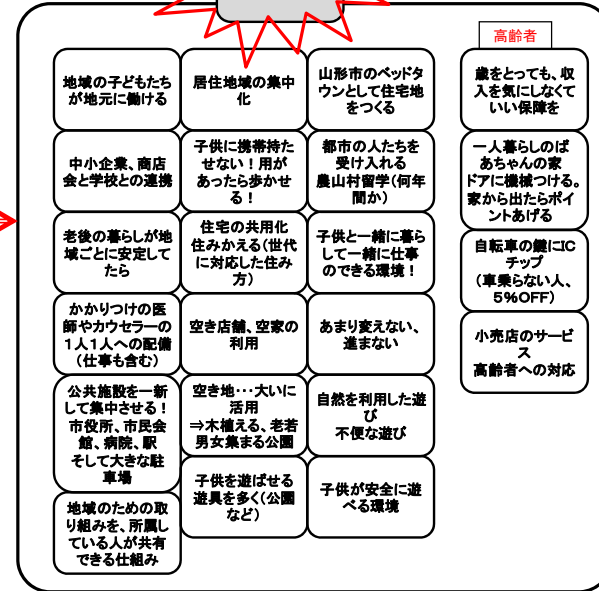 高齢者
地域の子どもたち
が地元に働ける
中小企業、商店
会と学校との連携
老後の暮らしが地
域ごとに安定して
たら
かかりつけの医
師やカウセラーの
1人1人への配備
(仕事も含む)
公共施設を一新
して集中させる!
市役所、市民会
館、病院、駅
そして大きな駐
車場
地域のための取
り組みを、所属し
ている人が共有
できる仕組み
居住地域の集中
化
子供に携帯持た
せない!用が
あったら歩かせ
る!
住宅の共用化
住みかえる(世代
に対応した住み
方)
空き店舗、空家の
利用
空き地・・・大いに
活用
⇒木植える、老若
男女集まる公園
子供を遊ばせる
遊具を多く(公園
など)
山形市のベッドタ
ウンとして住宅地
をつくる
都市の人たちを
受け入れる
農山村留学(何年
間か)
子供と一緒に暮ら
して一緒に仕事
のできる環境!
あまり変えない、
進まない
自然を利用した遊
び
不便な遊び
子供が安全に遊
べる環境
歳をとっても、収
入を気にしなくて
いい保障を
一人暮らしのば
あちゃんの家
ドアに機械つける。
家から出たらポイ
ントあげる
自転車の鍵にIC
チップ
(車乗らない人、
5%OFF)
小売店のサービ
ス
高齢者への対応